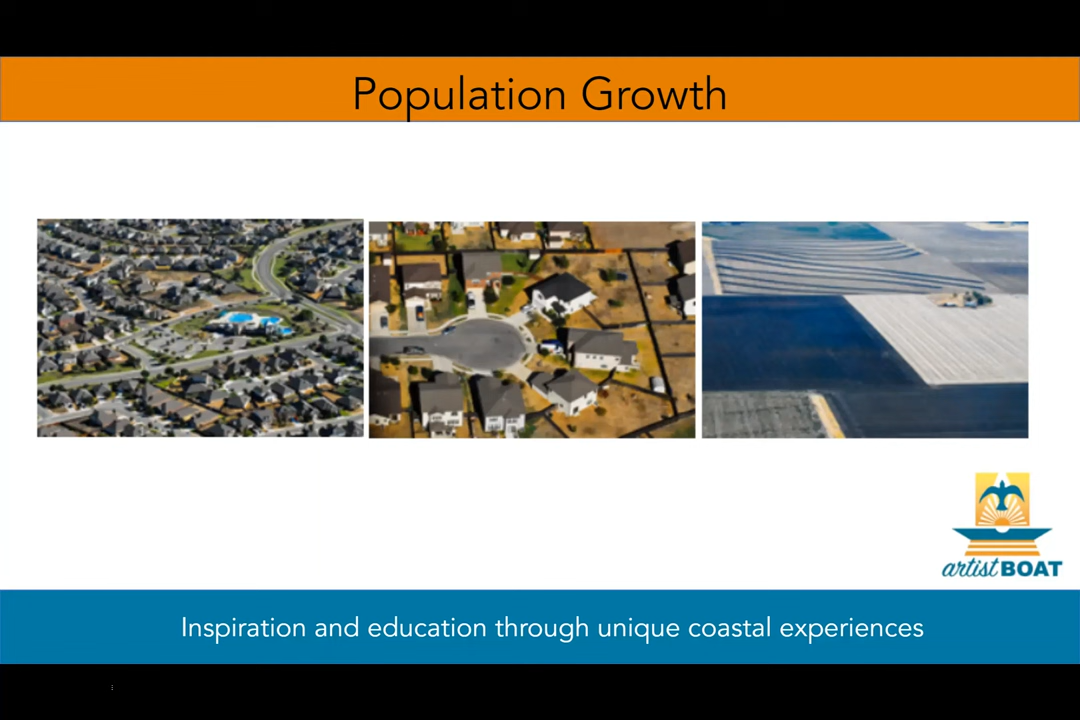 Population Growth
artist BOAT
Inspiration and education through unique coastal experiences